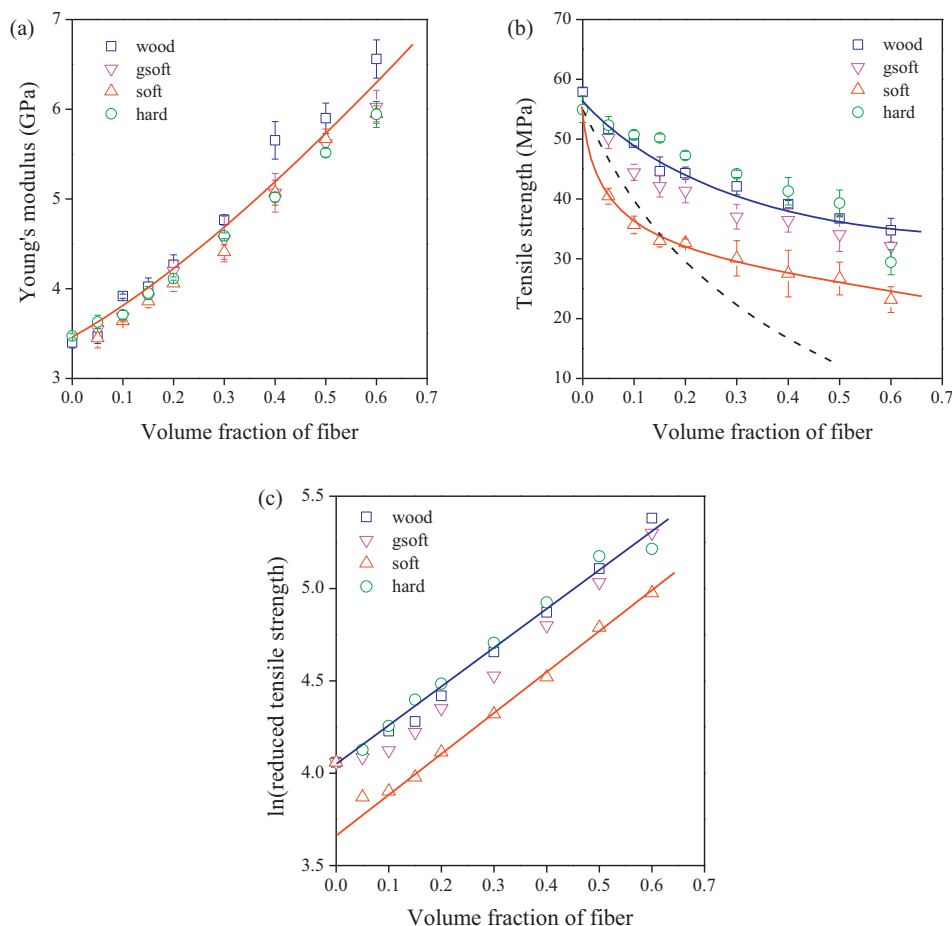 (a)
7
6
5
4
3
Young's modulus (GPa)
wood
gsoft
soft
hard
0.0 0.1 0.2 0.3 0.4 0.5 0.6 0.7
Volume fraction of fiber
(b)
70
60
50
40
30
20
10
Tensile strength (MPa)
wood
gsoft
soft
hard
0.0 0.1 0.2 0.3 0.4 0.5 0.6 0.7
Volume fraction of fiber
(c)
5.5
5.0
4.5
4.0
3.5
ln(reduced tensile strength)
wood
gsoft
soft
hard
0.0 0.1 0.2 0.3 0.4 0.5 0.6 0.7
Volume fraction of fiber